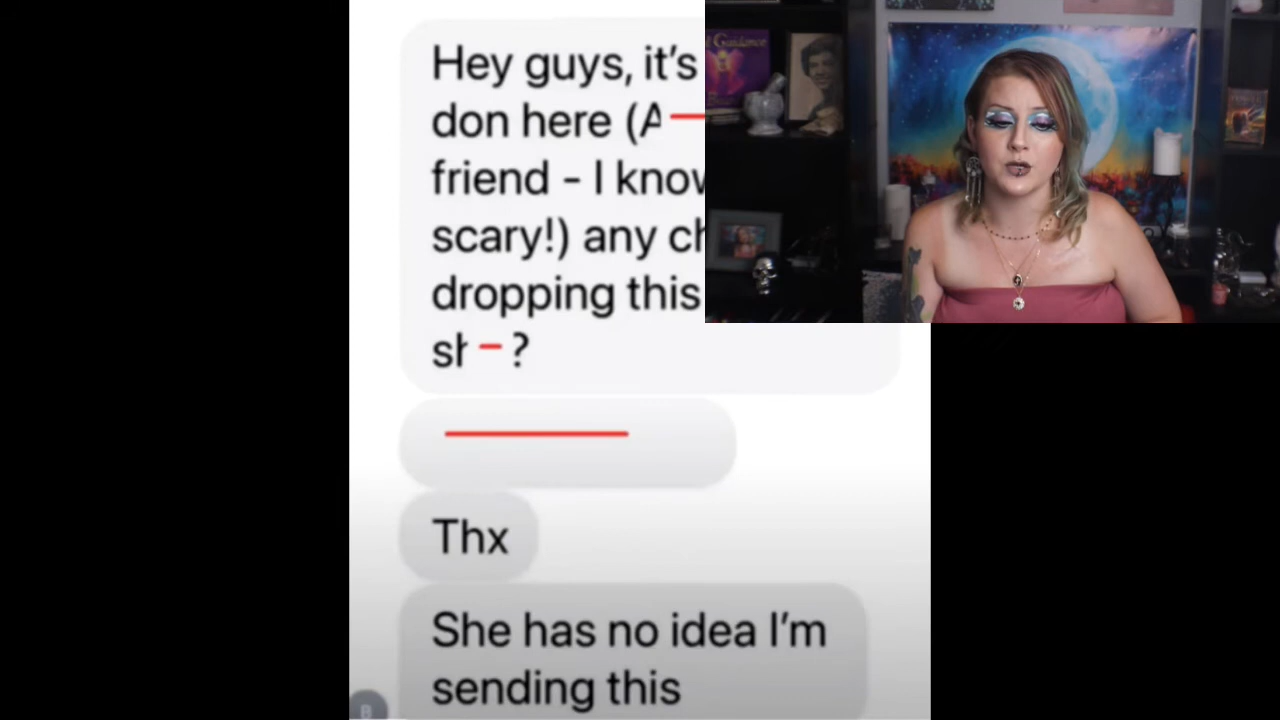 Hey guys, it's
don here (A
friend - I know
scary!) any ch
dropping this
sh ?
Thx
She has no idea I'm
sending this
B
Guidance